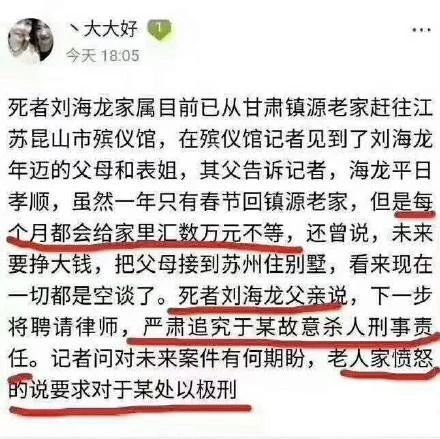 丶大大好 1
今天 18:05
死者刘海龙家属目前已从甘肃镇源老家赶往江
苏昆山市殡仪馆，在殡仪馆记者见到了刘海龙
年迈的父母和表姐，其父告诉记者，海龙平日
孝顺，虽然一年只有春节回镇源老家，但是每
个月都会给家里汇数万元不等，还曾说，未来
要挣大钱，把父母接到苏州住别墅，看来现在
一切都是空谈了。死者刘海龙父亲说，下一步
将聘请律师，严肃追究于某故意杀人刑事责
任。记者问对未来案件有何期盼，老人家愤怒
的说要求对于某处以极刑